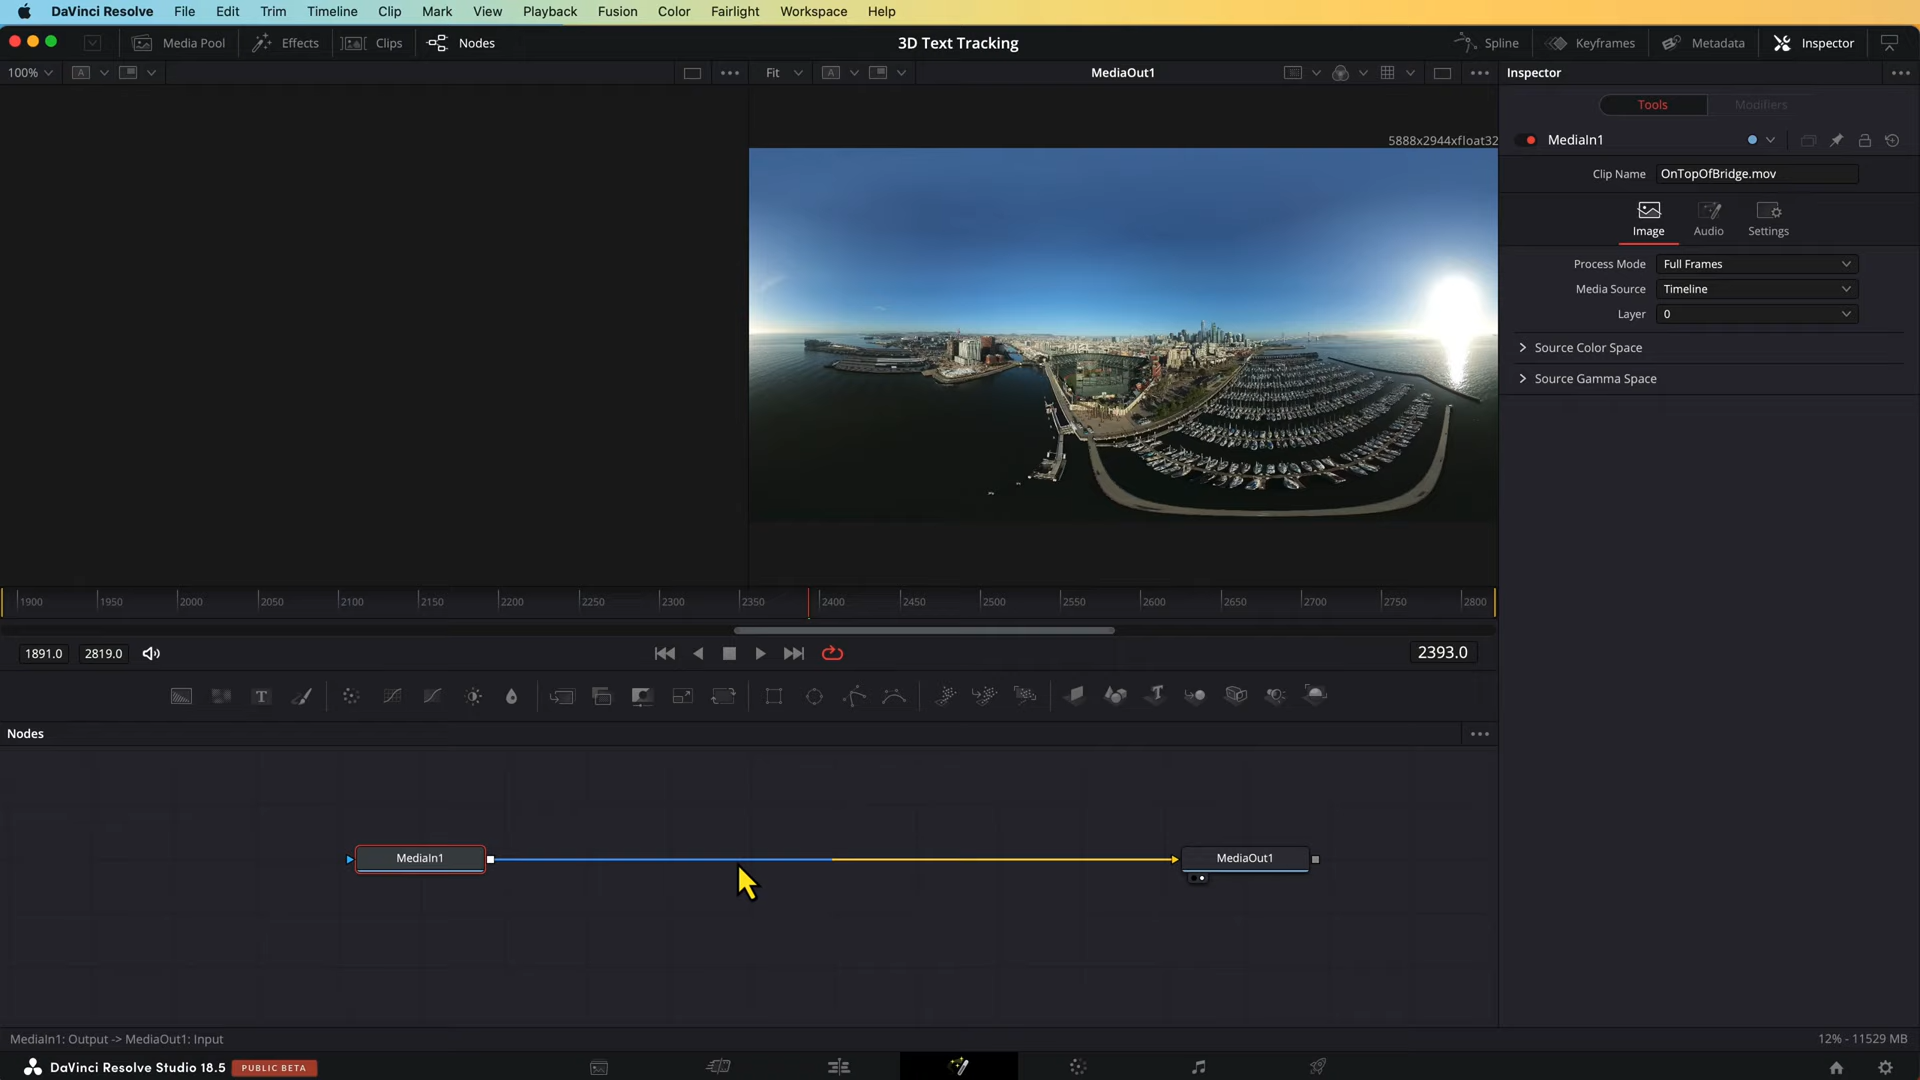 DaVinci Resolve File Edit Trim Timeline Clip Mark View Playback Fusion Color Fairlight Workspace Help
Media Pool Effects Clips Nodes 3D Text Tracking Spline Keyframes Metadata Inspector
100% A Fit A MediaOut1 Inspector
Tools Modifiers
5888x2944xfloat32
MediaIn1
Clip Name OnTopOfBridge.mov
Image Audio Settings
Process Mode Full Frames
Media Source Timeline
Layer 0
Source Color Space
Source Gamma Space
1900 1950 2000 2050 2100 2150 2200 2250 2300 2350 2400 2450 2500 2550 2600 2650 2700 2750 2800
1891.0 2819.0 2393.0
T T
Nodes
MediaIn1 MediaOut1
MediaIn1: Output -> MediaOut1: Input 12% - 11529 MB
DaVinci Resolve Studio 18.5 PUBLIC BETA